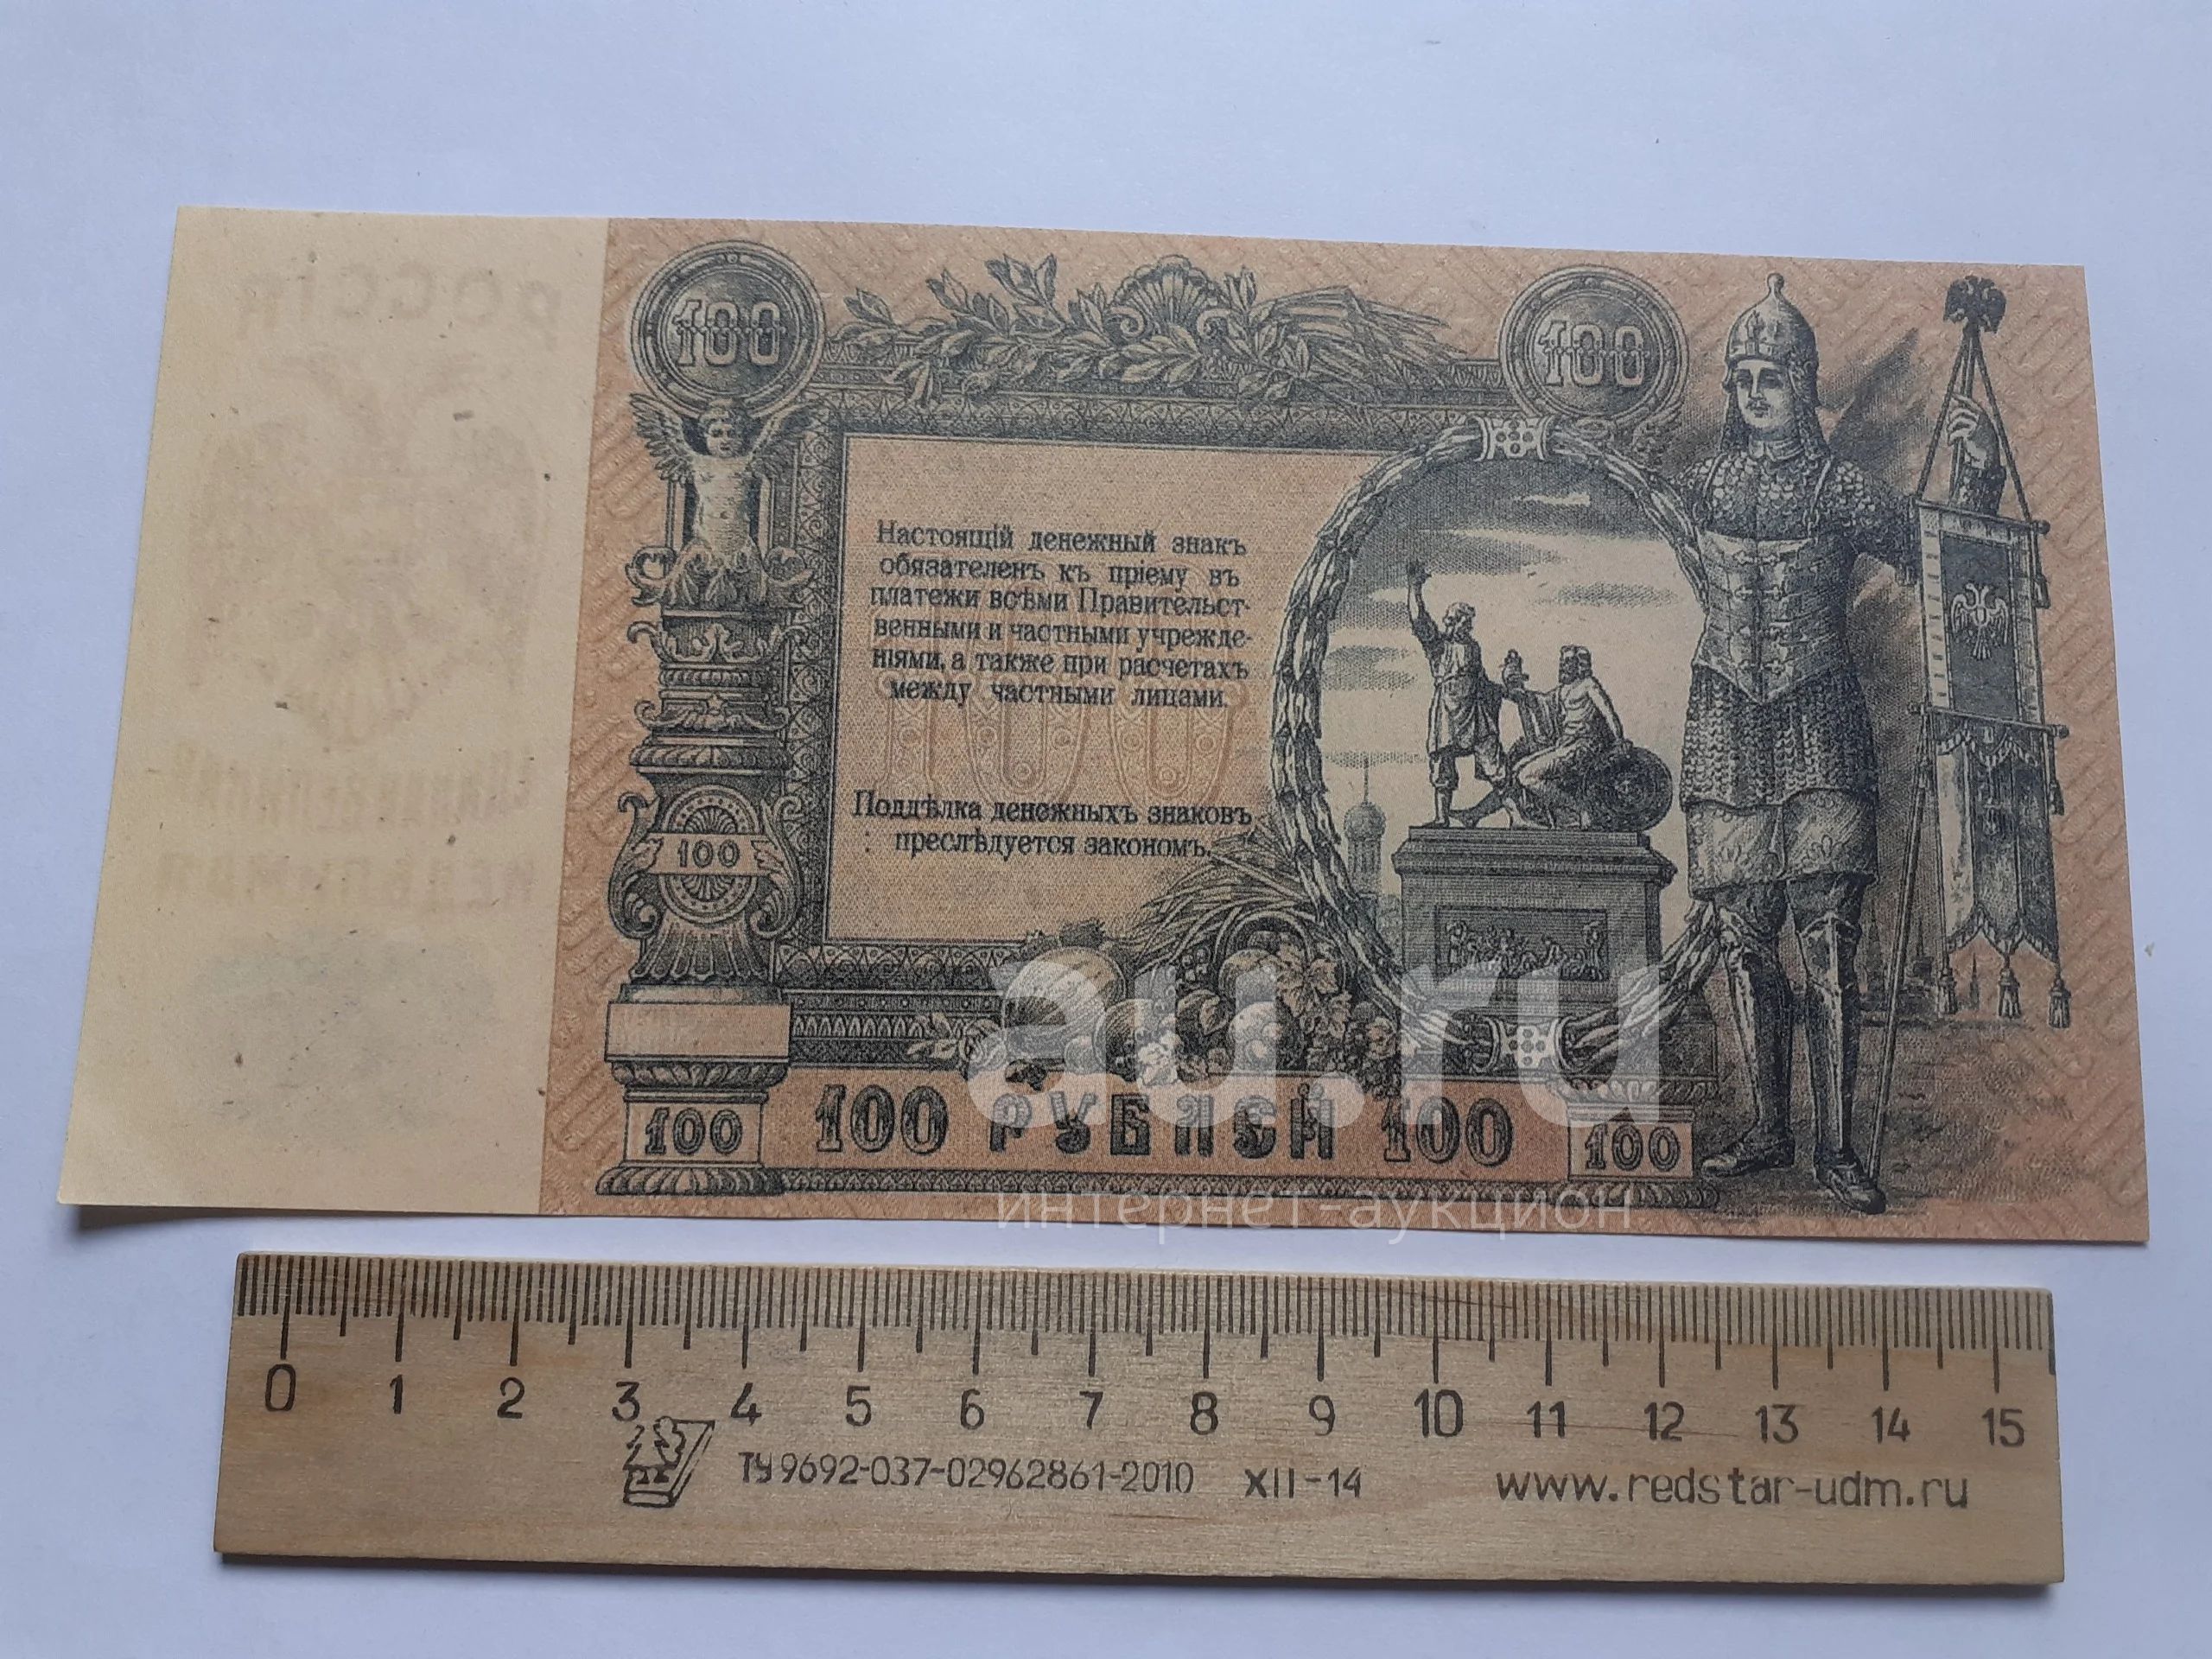 100
100
Настоящій денежный знакъ
обязателенъ къ пріему въ
платежи всѣми Правительст-
венными и частными учрежде-
ніями, а также при расчетахъ
между частными лицами.
100
Поддѣлка денежныхъ знаковъ
преслѣдуется закономъ.
100
100
100 РУБЛЕЙ 100
100
au.ru
интернет-аукцион
0 1 2 3 4 5 6 7 8 9 10 11 12 13 14 15
ТУ 9692-037-02962861-2010 XII-14 www.redstar-udm.ru
РОССІЯ